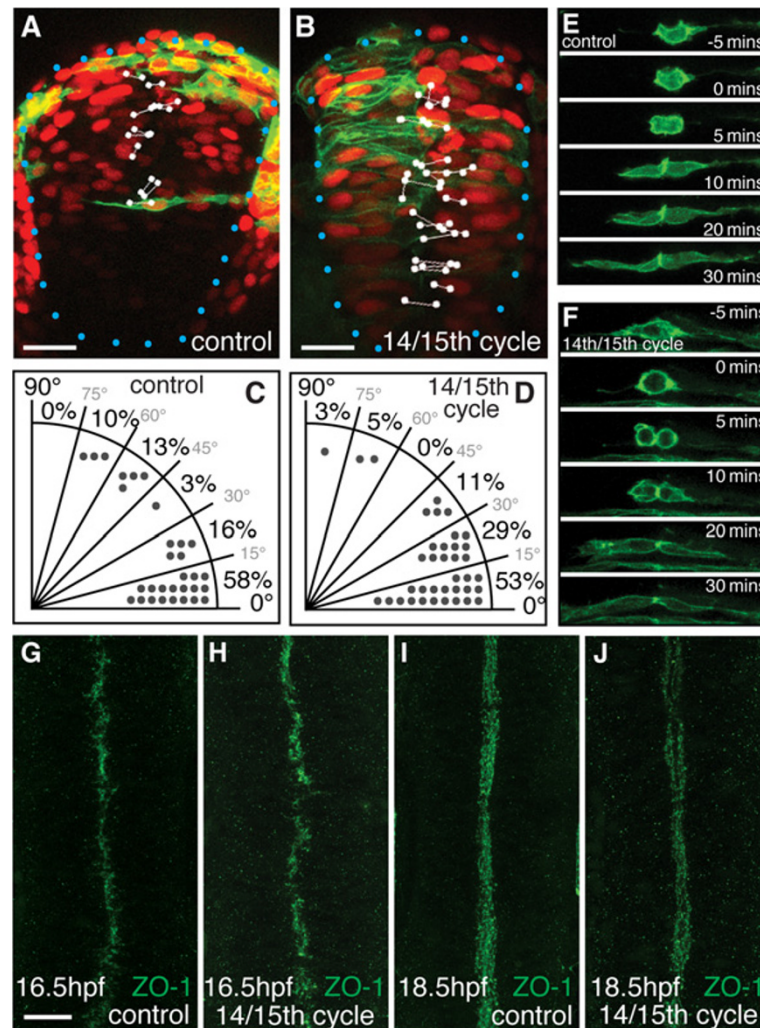 A
control
B
14/15th cycle
C
control
90°
75°
0%
10%
60°
13%
45°
3%
30°
16%
15°
58%
0°
D
14/15th
cycle
90°
75°
3%
5%
60°
0%
45°
11%
30°
29%
15°
53%
0°
E
control
-5 mins
0 mins
5 mins
10 mins
20 mins
30 mins
F
-5 mins
14th/15th cycle
0 mins
5 mins
10 mins
20 mins
30 mins
G
16.5hpf ZO-1
control
H
16.5hpf ZO-1
14/15th cycle
I
18.5hpf ZO-1
control
J
18.5hpf ZO-1
14/15th cycle